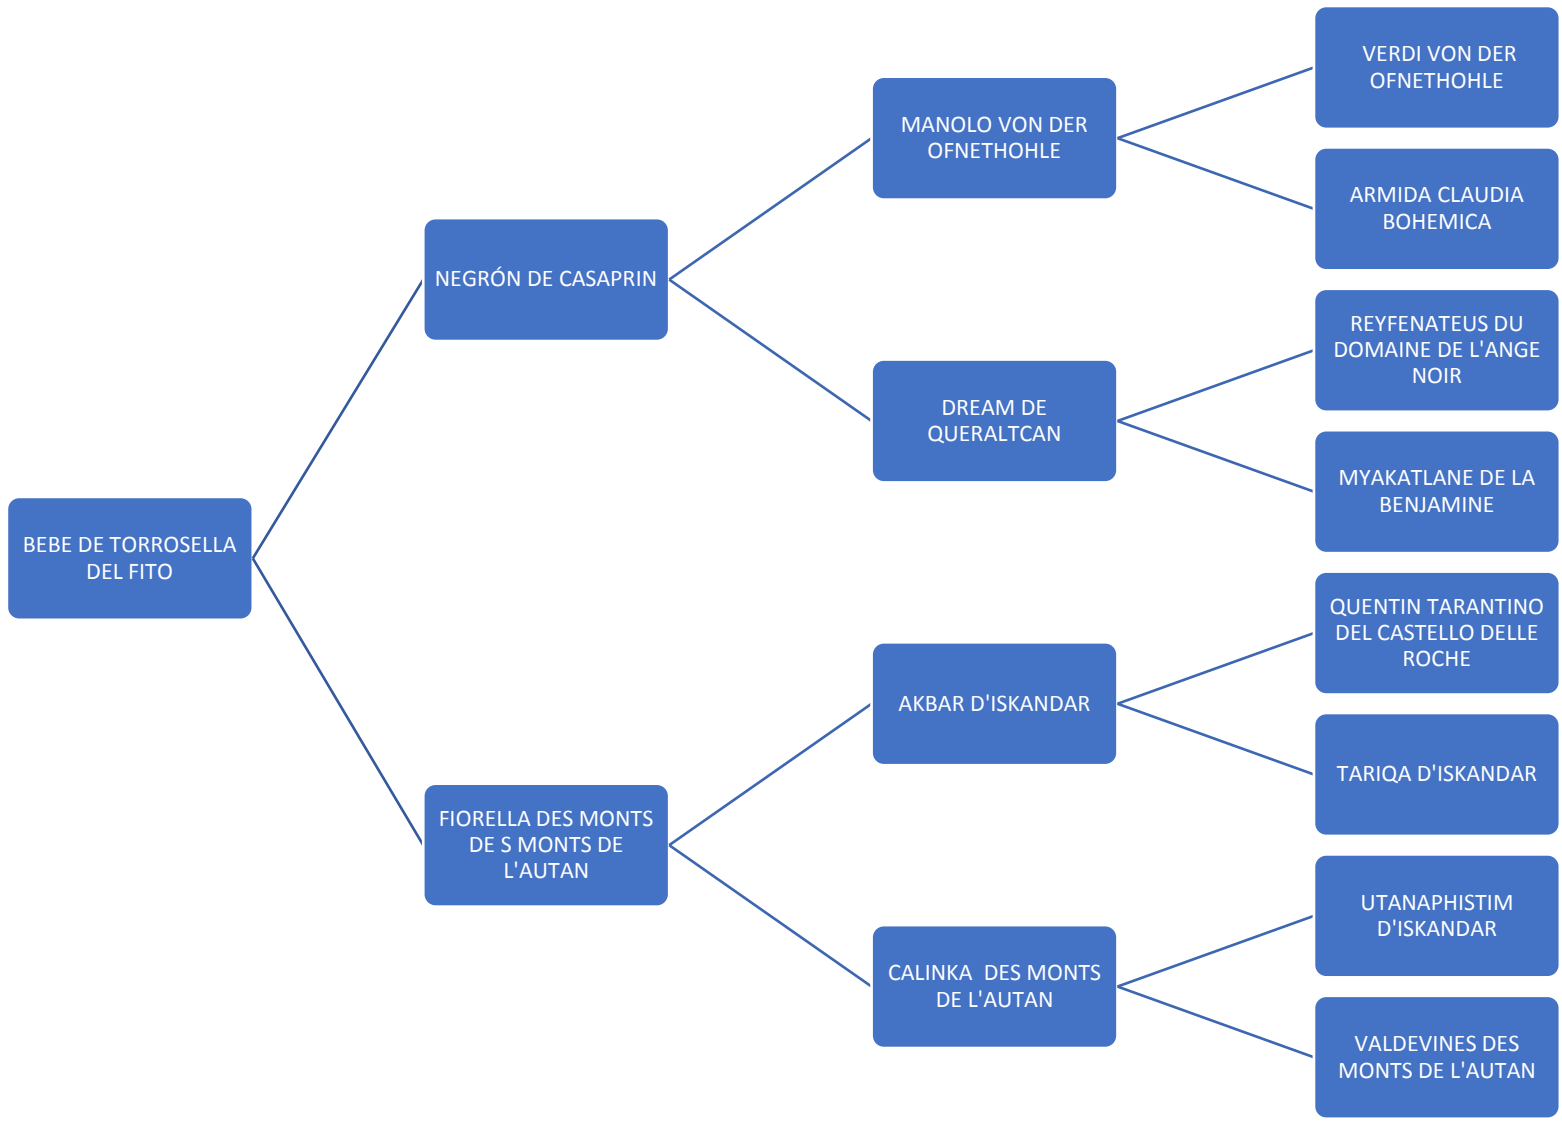 BEBE DE TORROSELLA
DEL FITO
NEGRÓN DE CASAPRIN
FIORELLA DES MONTS
DE S MONTS DE
L'AUTAN
MANOLO VON DER
OFNETHOHLE
DREAM DE
QUERALTCAN
AKBAR D'ISKANDAR
CALINKA  DES MONTS
DE L'AUTAN
VERDI VON DER
OFNETHOHLE
ARMIDA CLAUDIA
BOHEMICA
REYFENATEUS DU
DOMAINE DE L'ANGE
NOIR
MYAKATLANE DE LA
BENJAMINE
QUENTIN TARANTINO
DEL CASTELLO DELLE
ROCHE
TARIQA D'ISKANDAR
UTANAPHISTIM
D'ISKANDAR
VALDEVINES DES
MONTS DE L'AUTAN